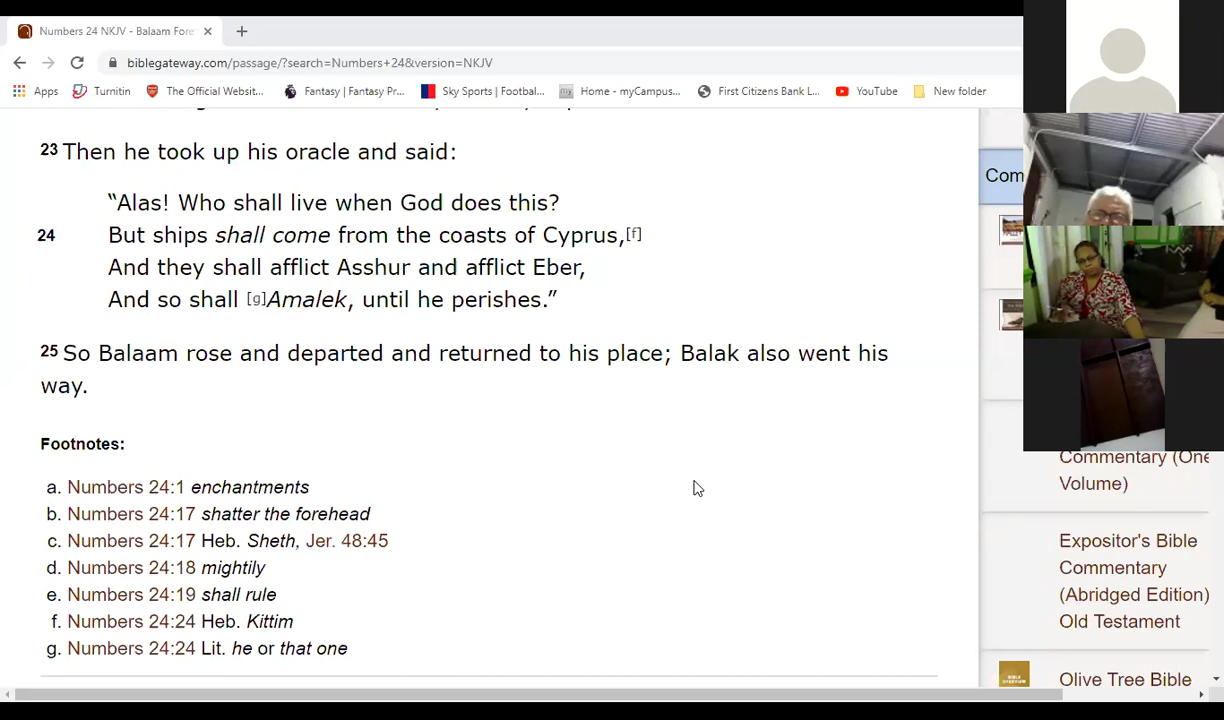 Numbers 24 NKJV - Balaam Fore
biblegateway.com/passage/?search=Numbers+24&version=NKJV
Apps Turnitin The Official Websit... Fantasy | Fantasy Pr... Sky Sports | Footbal... Home - myCampus... First Citizens Bank L... YouTube New folder
23 Then he took up his oracle and said:
“Alas! Who shall live when God does this?
24 But ships shall come from the coasts of Cyprus,[f]
And they shall afflict Asshur and afflict Eber,
And so shall [g]Amalek, until he perishes.”
25 So Balaam rose and departed and returned to his place; Balak also went his
way.
Footnotes:
a. Numbers 24:1 enchantments
b. Numbers 24:17 shatter the forehead
c. Numbers 24:17 Heb. Sheth, Jer. 48:45
d. Numbers 24:18 mightily
e. Numbers 24:19 shall rule
f. Numbers 24:24 Heb. Kittim
g. Numbers 24:24 Lit. he or that one
Com
Commentary (One
Volume)
Expositor's Bible
Commentary
(Abridged Edition)
Old Testament
Olive Tree Bible